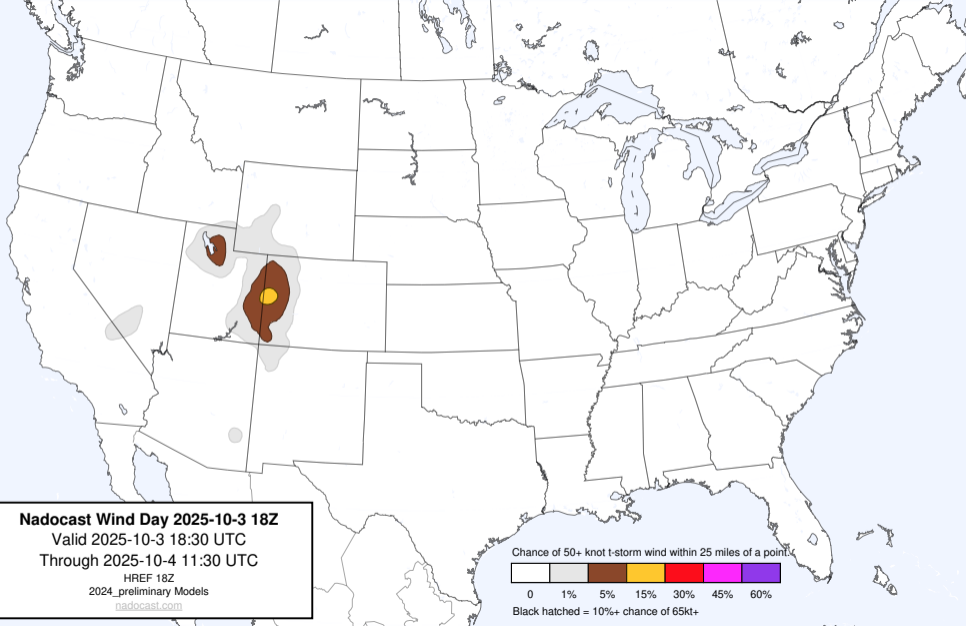 Nadocast Wind Day 2025-10-3 18Z
Valid 2025-10-3 18:30 UTC
Through 2025-10-4 11:30 UTC
HREF 18Z
2024_preliminary Models
nadocast.com
Chance of 50+ knot t-storm wind within 25 miles of a point.
0 1% 5% 15% 30% 45% 60%
Black hatched = 10%+ chance of 65kt+